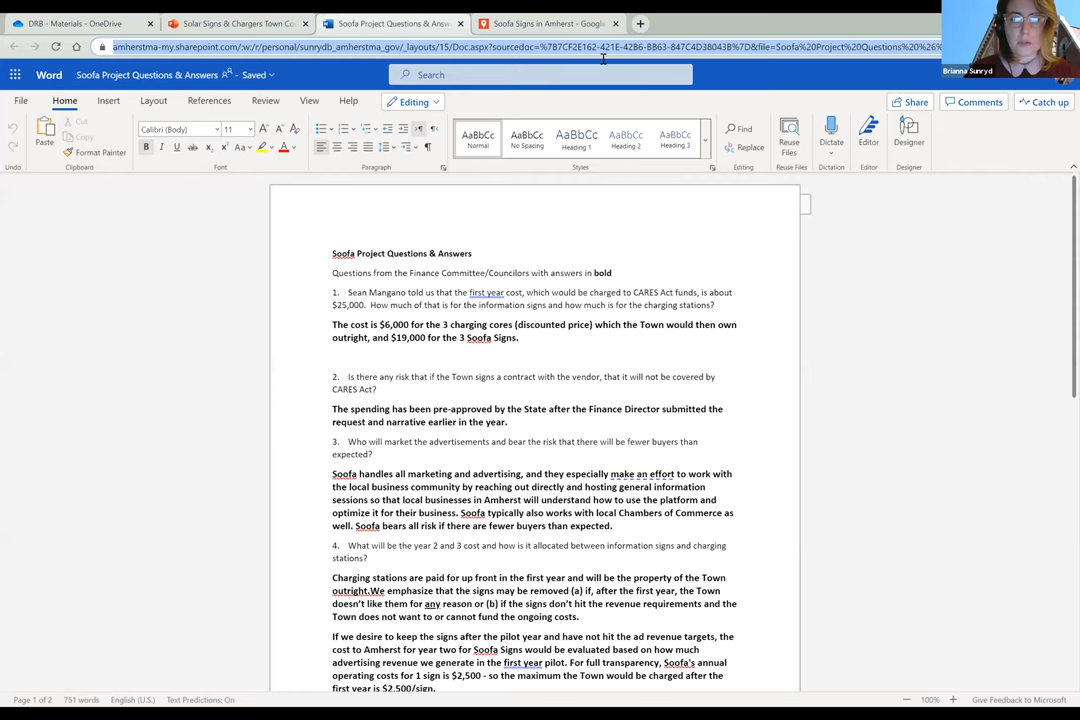 DRB - Materials - OneDrive
Solar Signs & Chargers Town Cou
Soofa Project Questions & Answ
Soofa Signs in Amherst - Google
amherstma-my.sharepoint.com/:w:/r/personal/sunrydb_amherstma_gov/_layouts/15/Doc.aspx?sourcedoc=%7B7CF2E162-421E-42B6-BB63-847C4D38043B%7D&file=Soofa%20Project%20Questions%20%26%
Brianna Sunryd
Word
Soofa Project Questions & Answers - Saved
Search
File Home Insert Layout References Review View Help Editing
Share Comments Catch up
Paste
Cut
Copy
Format Painter
Calibri (Body) 11
AaBbCc AaBbCc AaBbCc AaBbCc AaBbCc
Normal No Spacing Heading 1 Heading 2 Heading 3
Find
Replace
Reuse Files
Dictate
Editor
Designer
Undo Clipboard Font Paragraph Styles Editing Reuse Files Dictation Editor Designer
Soofa Project Questions & Answers
Questions from the Finance Committee/Councilors with answers in bold
1. Sean Mangano told us that the first year cost, which would be charged to CARES Act funds, is about
$25,000. How much of that is for the information signs and how much is for the charging stations?
The cost is $6,000 for the 3 charging cores (discounted price) which the Town would then own
outright, and $19,000 for the 3 Soofa Signs.
2. Is there any risk that if the Town signs a contract with the vendor, that it will not be covered by
CARES Act?
The spending has been pre-approved by the State after the Finance Director submitted the
request and narrative earlier in the year.
3. Who will market the advertisements and bear the risk that there will be fewer buyers than
expected?
Soofa handles all marketing and advertising, and they especially make an effort to work with
the local business community by reaching out directly and hosting general information
sessions so that local businesses in Amherst will understand how to use the platform and
optimize it for their business. Soofa typically also works with local Chambers of Commerce as
well. Soofa bears all risk if there are fewer buyers than expected.
4. What will be the year 2 and 3 cost and how is it allocated between information signs and charging
stations?
Charging stations are paid for up front in the first year and will be the property of the Town
outright.We emphasize that the signs may be removed (a) if, after the first year, the Town
doesn't like them for any reason or (b) if the signs don't hit the revenue requirements and the
Town does not want to or cannot fund the ongoing costs.
If we desire to keep the signs after the pilot year and have not hit the ad revenue targets, the
cost to Amherst for year two for Soofa Signs would be evaluated based on how much
advertising revenue we generate in the first year pilot. For full transparency, Soofa's annual
operating costs for 1 sign is $2,500 - so the maximum the Town would be charged after the
first year is $2,500/sign.
Page 1 of 2 751 words English (U.S.) Text Predictions: On
100% Give Feedback to Microsoft